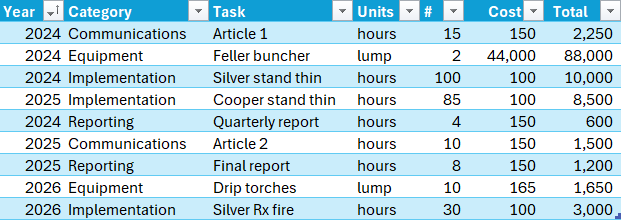 Year Category Task Units # Cost Total
2024 Communications Article 1 hours 15 150 2,250
2024 Equipment Feller buncher lump 2 44,000 88,000
2024 Implementation Silver stand thin hours 100 100 10,000
2025 Implementation Cooper stand thin hours 85 100 8,500
2024 Reporting Quarterly report hours 4 150 600
2025 Communications Article 2 hours 10 150 1,500
2025 Reporting Final report hours 8 150 1,200
2026 Equipment Drip torches lump 10 165 1,650
2026 Implementation Silver Rx fire hours 30 100 3,000